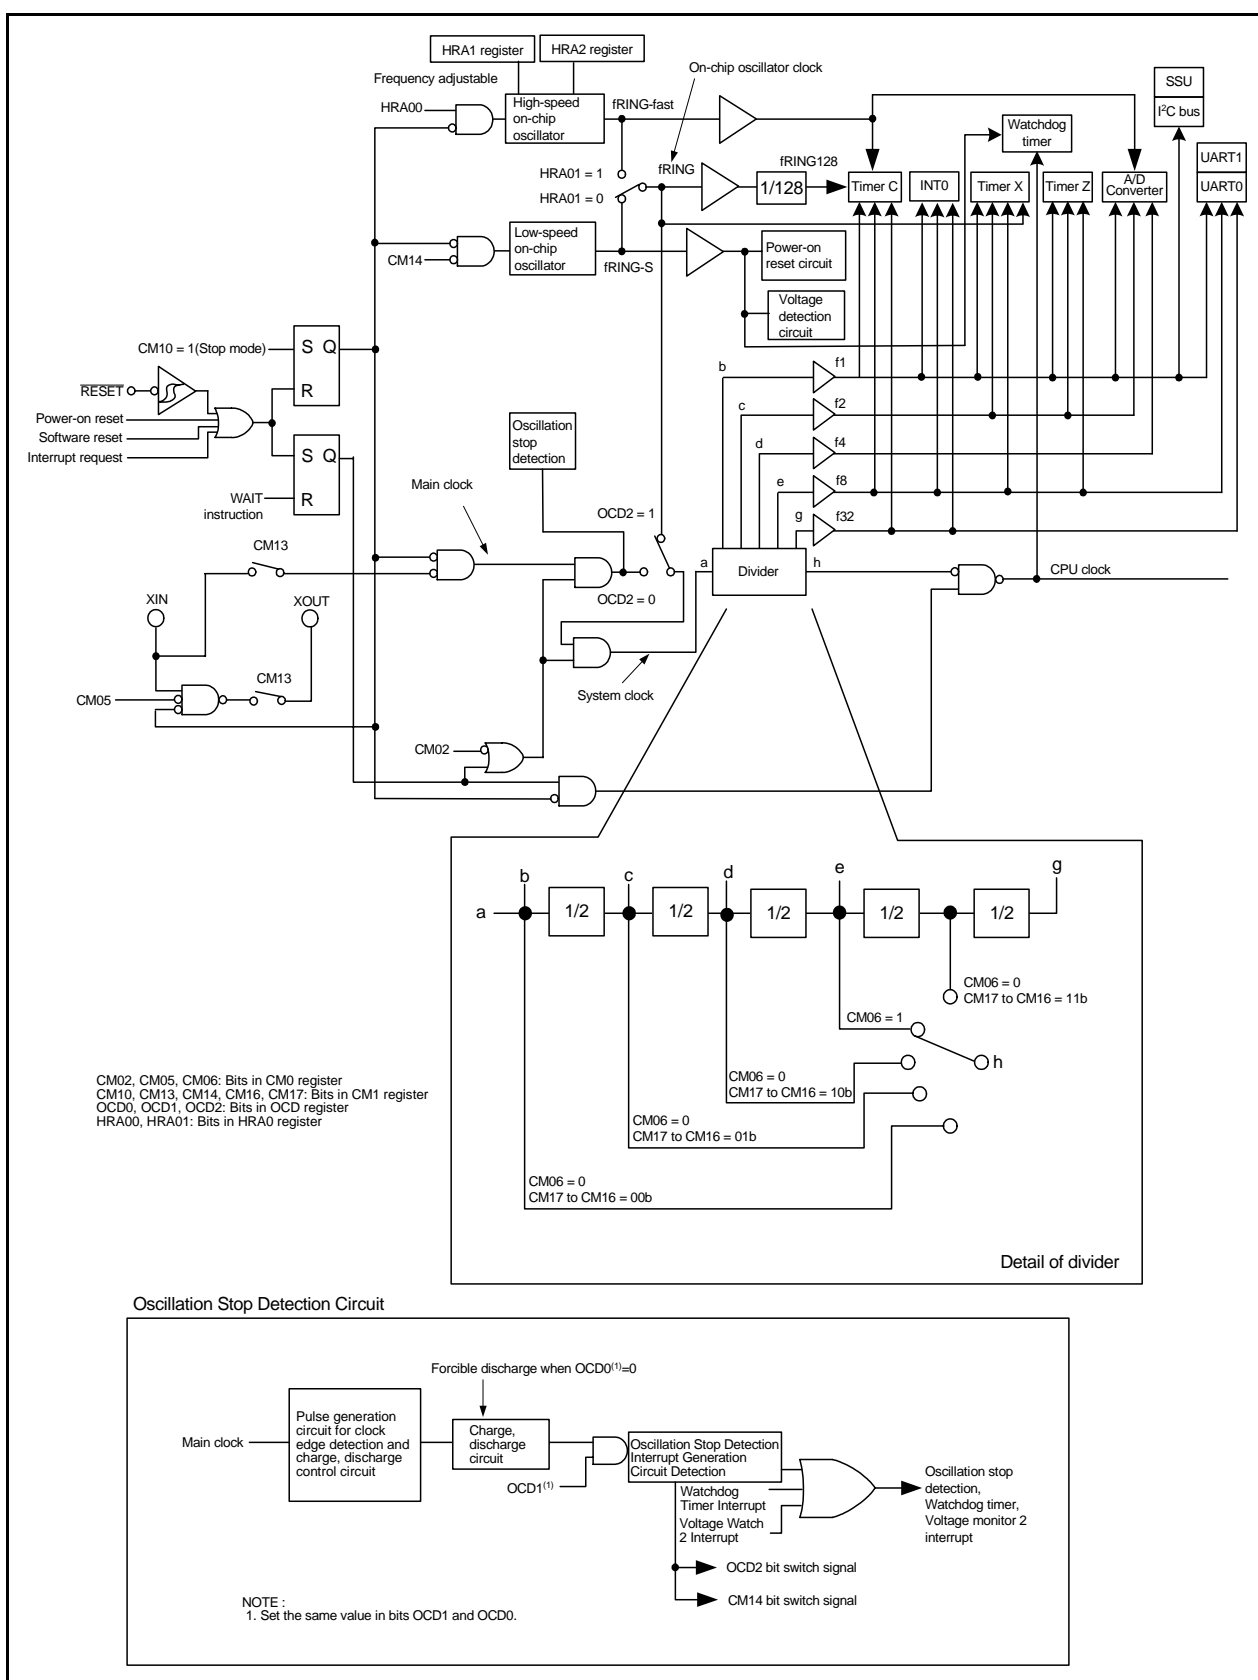 HRA1 register
HRA2 register
On-chip oscillator clock
Frequency adjustable
HRA00
High-speed
on-chip
oscillator
fRING-fast
SSU
I²C bus
Watchdog
timer
UART1
UART0
HRA01 = 1
HRA01 = 0
fRING
1/128
fRING128
Timer C
INT0
Timer X
Timer Z
A/D
Converter
CM14
Low-speed
on-chip
oscillator
fRING-S
Power-on
reset circuit
Voltage
detection
circuit
CM10 = 1(Stop mode)
S Q
R
RESET
Power-on reset
Software reset
Interrupt request
S Q
R
WAIT
instruction
b
f1
c
f2
d
f4
e
f8
g
f32
Oscillation
stop
detection
Main clock
OCD2 = 1
OCD2 = 0
CM13
XIN
XOUT
CM13
CM05
a
Divider
h
CPU clock
System clock
CM02
a
b
1/2
c
1/2
d
1/2
e
1/2
1/2
g
CM06 = 0
CM17 to CM16 = 11b
CM06 = 1
h
CM06 = 0
CM17 to CM16 = 10b
CM06 = 0
CM17 to CM16 = 01b
CM06 = 0
CM17 to CM16 = 00b
Detail of divider
CM02, CM05, CM06: Bits in CM0 register
CM10, CM13, CM14, CM16, CM17: Bits in CM1 register
OCD0, OCD1, OCD2: Bits in OCD register
HRA00, HRA01: Bits in HRA0 register
Oscillation Stop Detection Circuit
Forcible discharge when OCD0(1)=0
Main clock
Pulse generation
circuit for clock
edge detection and
charge, discharge
control circuit
Charge,
discharge
circuit
OCD1(1)
Oscillation Stop Detection
Interrupt Generation
Circuit Detection
Watchdog
Timer Interrupt
Voltage Watch
2 Interrupt
Oscillation stop
detection,
Watchdog timer,
Voltage monitor 2
interrupt
OCD2 bit switch signal
CM14 bit switch signal
NOTE :
1. Set the same value in bits OCD1 and OCD0.